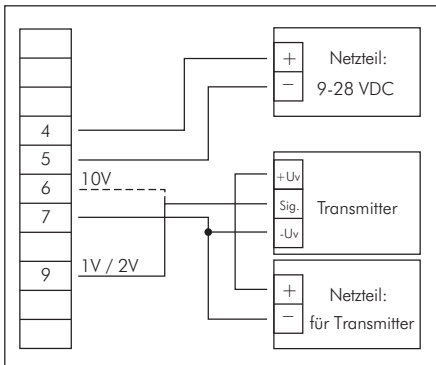 4
5
6
7
9
10V
1V / 2V
+
−
Netzteil:
9-28 VDC
+Uv
Sig.
-Uv
Transmitter
+
−
Netzteil:
für Transmitter